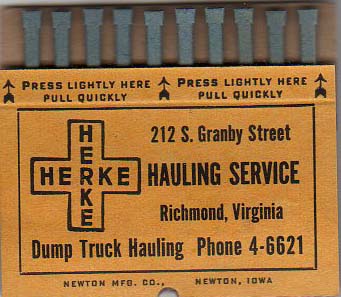 PRESS LIGHTLY HERE PRESS LIGHTLY HERE
PULL QUICKLY PULL QUICKLY
HERKE
HERKE
212 S. Granby Street
HAULING SERVICE
Richmond, Virginia
Dump Truck Hauling Phone 4-6621
NEWTON MFG. CO., NEWTON, IOWA